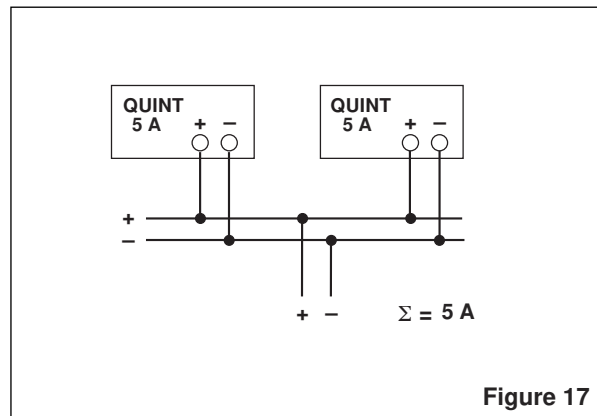 QUINT
5 A
+ −
QUINT
5 A
+ −
+
−
+ −
Σ = 5 A
Figure 17